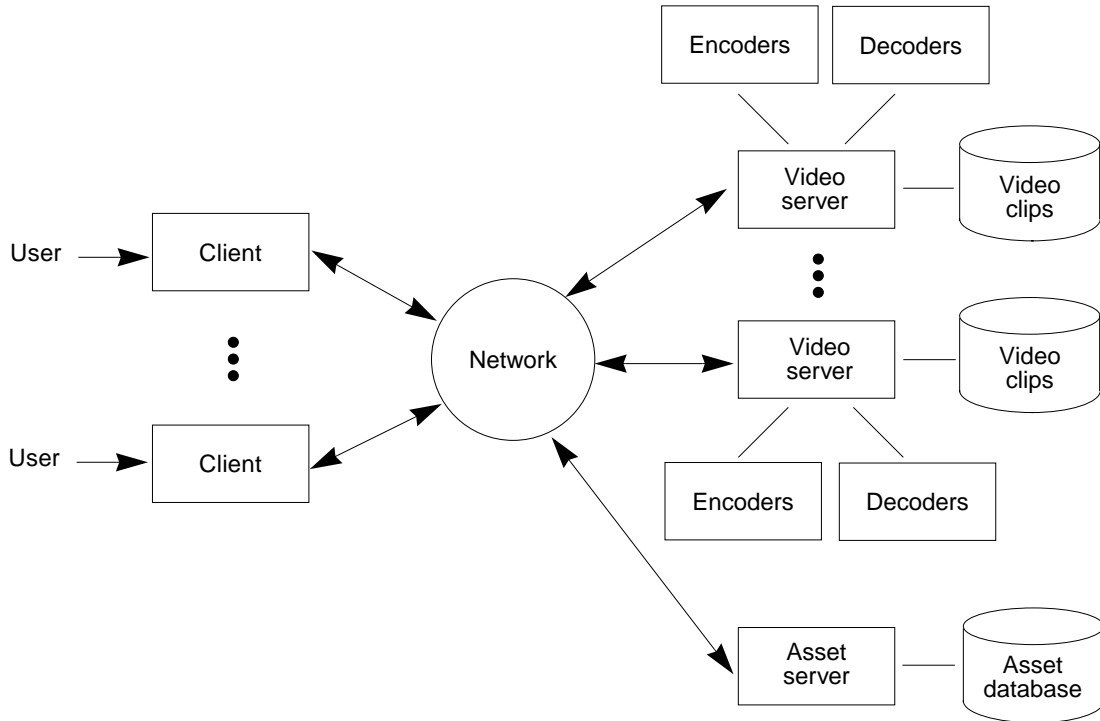 Encoders
Decoders
Video
server
Video
clips
User
Client
Network
Video
server
Video
clips
User
Client
Encoders
Decoders
Asset
server
Asset
database